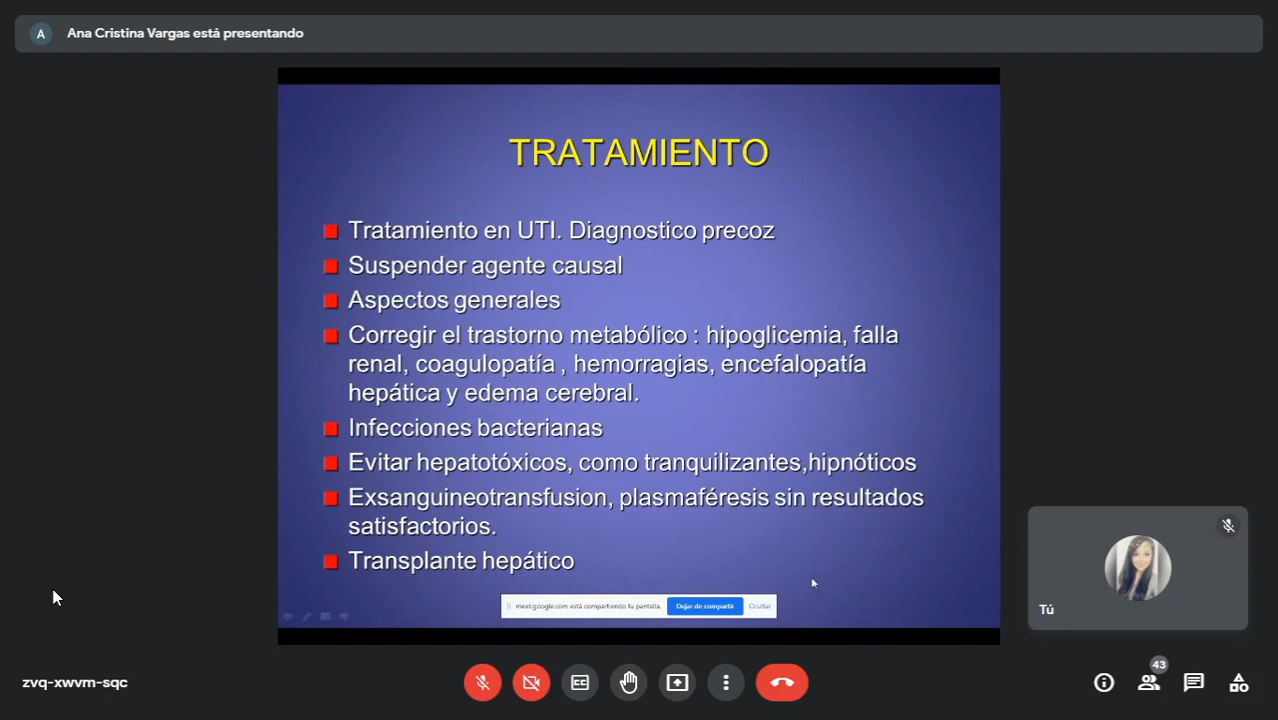 A
Ana Cristina Vargas está presentando
TRATAMIENTO
Tratamiento en UTI. Diagnostico precoz
Suspender agente causal
Aspectos generales
Corregir el trastorno metabólico : hipoglicemia, falla
renal, coagulopatía , hemorragias, encefalopatía
hepática y edema cerebral.
Infecciones bacterianas
Evitar hepatotóxicos, como tranquilizantes,hipnóticos
Exsanguineotransfusion, plasmaféresis sin resultados
satisfactorios.
Transplante hepático
meet.google.com está compartiendo tu pantalla.
Dejar de compartir
Ocultar
Tú
zvq-xwvm-sqc
CC
43